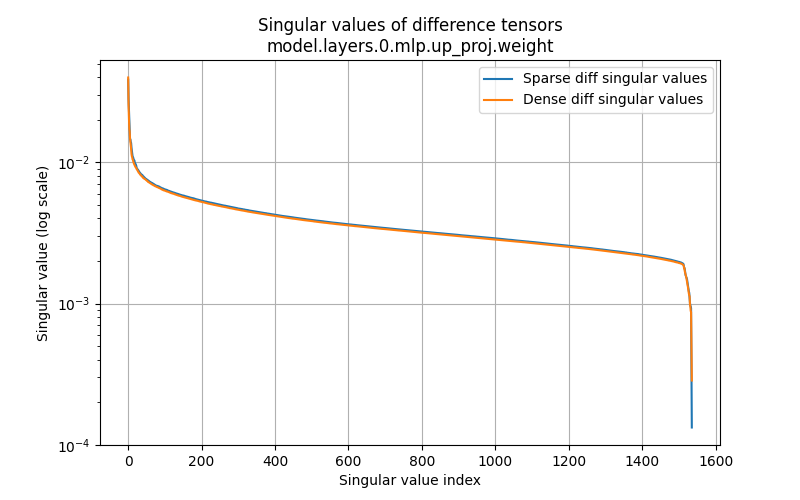 Singular values of difference tensors
model.layers.0.mlp.up_proj.weight
Sparse diff singular values
Dense diff singular values
Singular value (log scale)
10⁻²
10⁻³
10⁻⁴
0 200 400 600 800 1000 1200 1400 1600
Singular value index